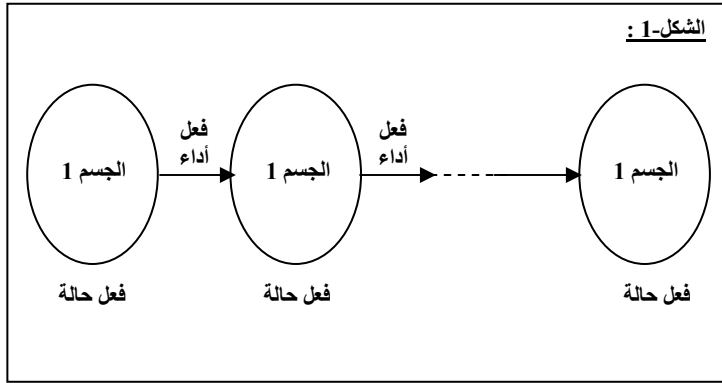 الشكل-1 :
فعل
أداء
فعل
أداء
الجسم 1
الجسم 1
الجسم 1
فعل حالة
فعل حالة
فعل حالة